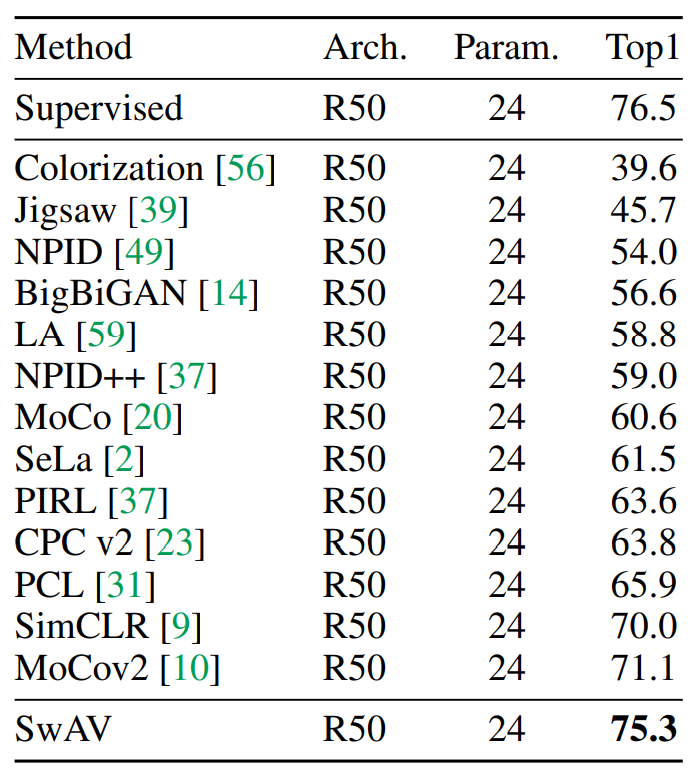 Method Arch. Param. Top1
Supervised R50 24 76.5
Colorization [56] R50 24 39.6
Jigsaw [39] R50 24 45.7
NPID [49] R50 24 54.0
BigBiGAN [14] R50 24 56.6
LA [59] R50 24 58.8
NPID++ [37] R50 24 59.0
MoCo [20] R50 24 60.6
SeLa [2] R50 24 61.5
PIRL [37] R50 24 63.6
CPC v2 [23] R50 24 63.8
PCL [31] R50 24 65.9
SimCLR [9] R50 24 70.0
MoCov2 [10] R50 24 71.1
SwAV R50 24 75.3